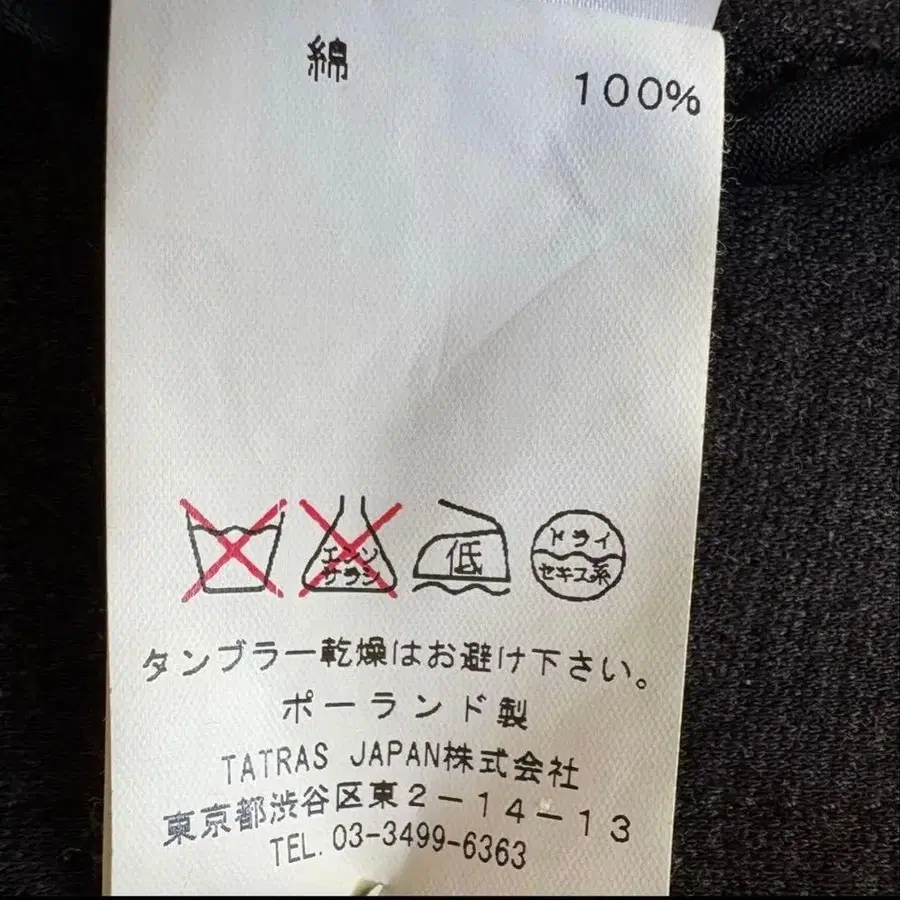 綿 100%
エンソ
サラシ
低
ドライ
セキユ系
タンブラー乾燥はお避け下さい。
ポーランド製
TATRAS JAPAN株式会社
東京都渋谷区東2-14-13
TEL. 03-3499-6363